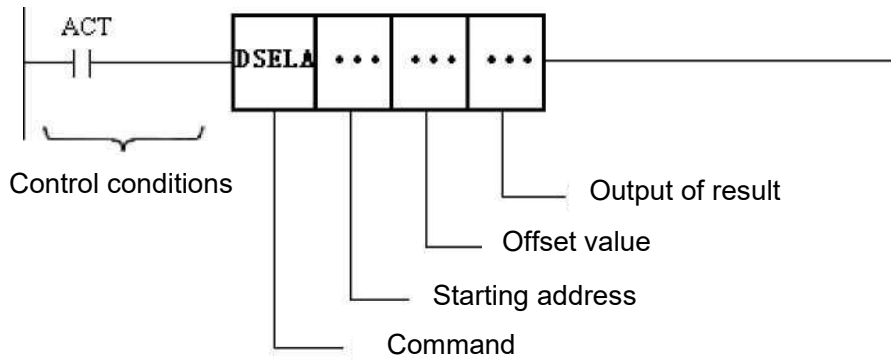 ACT
DSELA ••• ••• •••
Control conditions
Output of result
Offset value
Starting address
Command